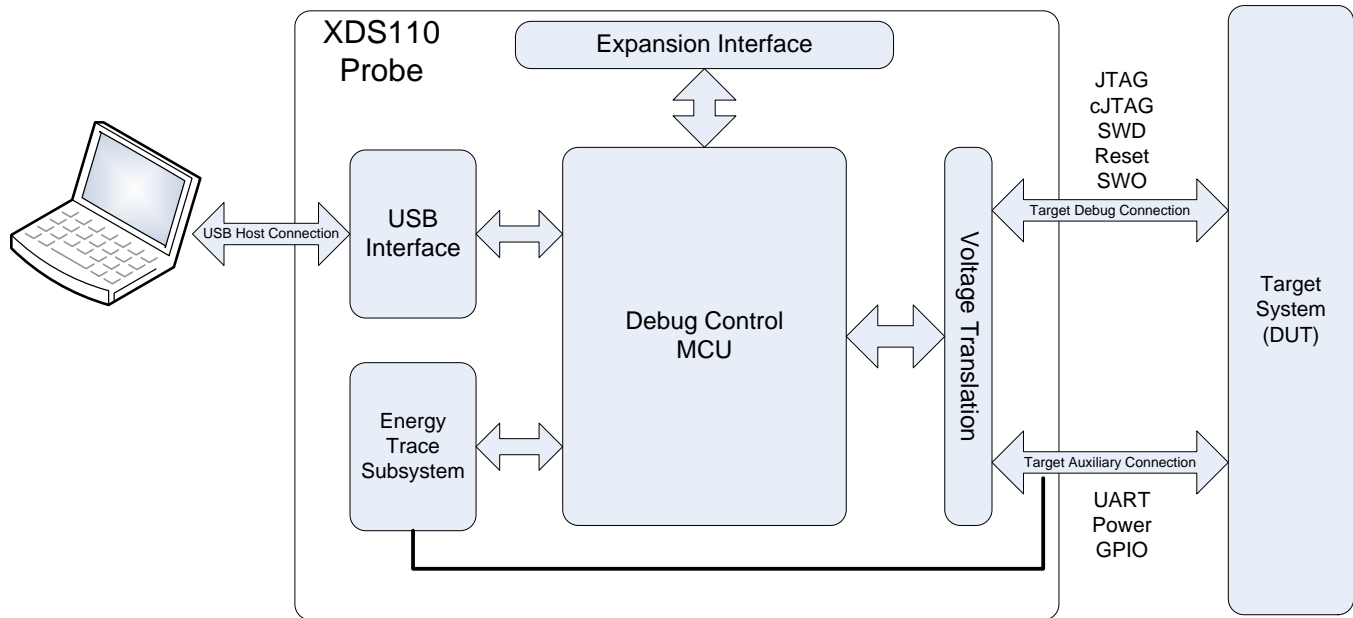 XDS110
Probe
Expansion Interface
JTAG
cJTAG
SWD
Reset
SWO
USB Host Connection
USB
Interface
Debug Control
MCU
Voltage Translation
Target Debug Connection
Target
System
(DUT)
Energy
Trace
Subsystem
Target Auxiliary Connection
UART
Power
GPIO